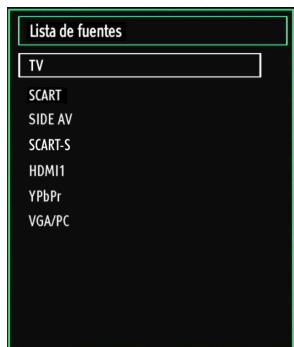 Lista de fuentes
TV
SCART
SIDE AV
SCART-S
HDMI1
YPbPr
VGA/PC